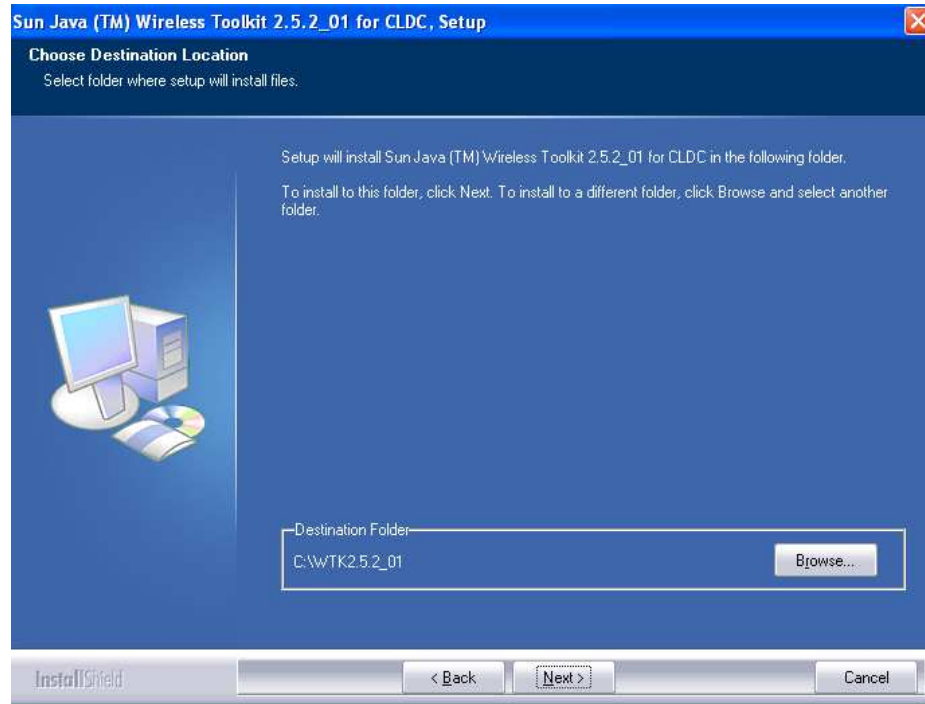 Sun Java (TM) Wireless Toolkit 2.5.2_01 for CLDC, Setup
Choose Destination Location
Select folder where setup will install files.
Setup will install Sun Java (TM) Wireless Toolkit 2.5.2_01 for CLDC in the following folder.
To install to this folder, click Next. To install to a different folder, click Browse and select another
folder.
Destination Folder
C:\WTK2.5.2_01
Browse...
InstallShield
< Back
Next >
Cancel